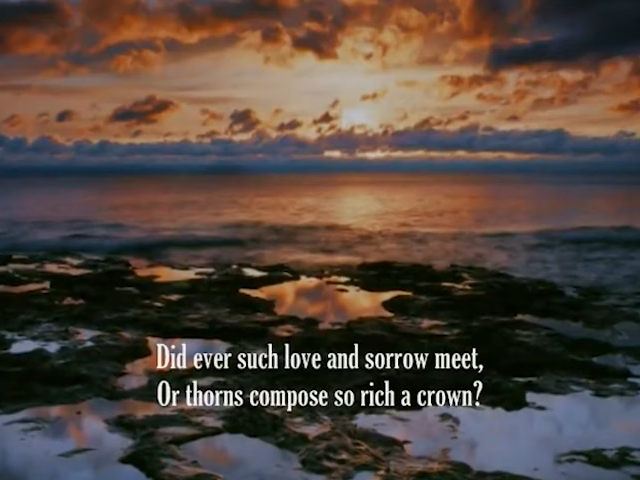 Did ever such love and sorrow meet,
Or thorns compose so rich a crown?